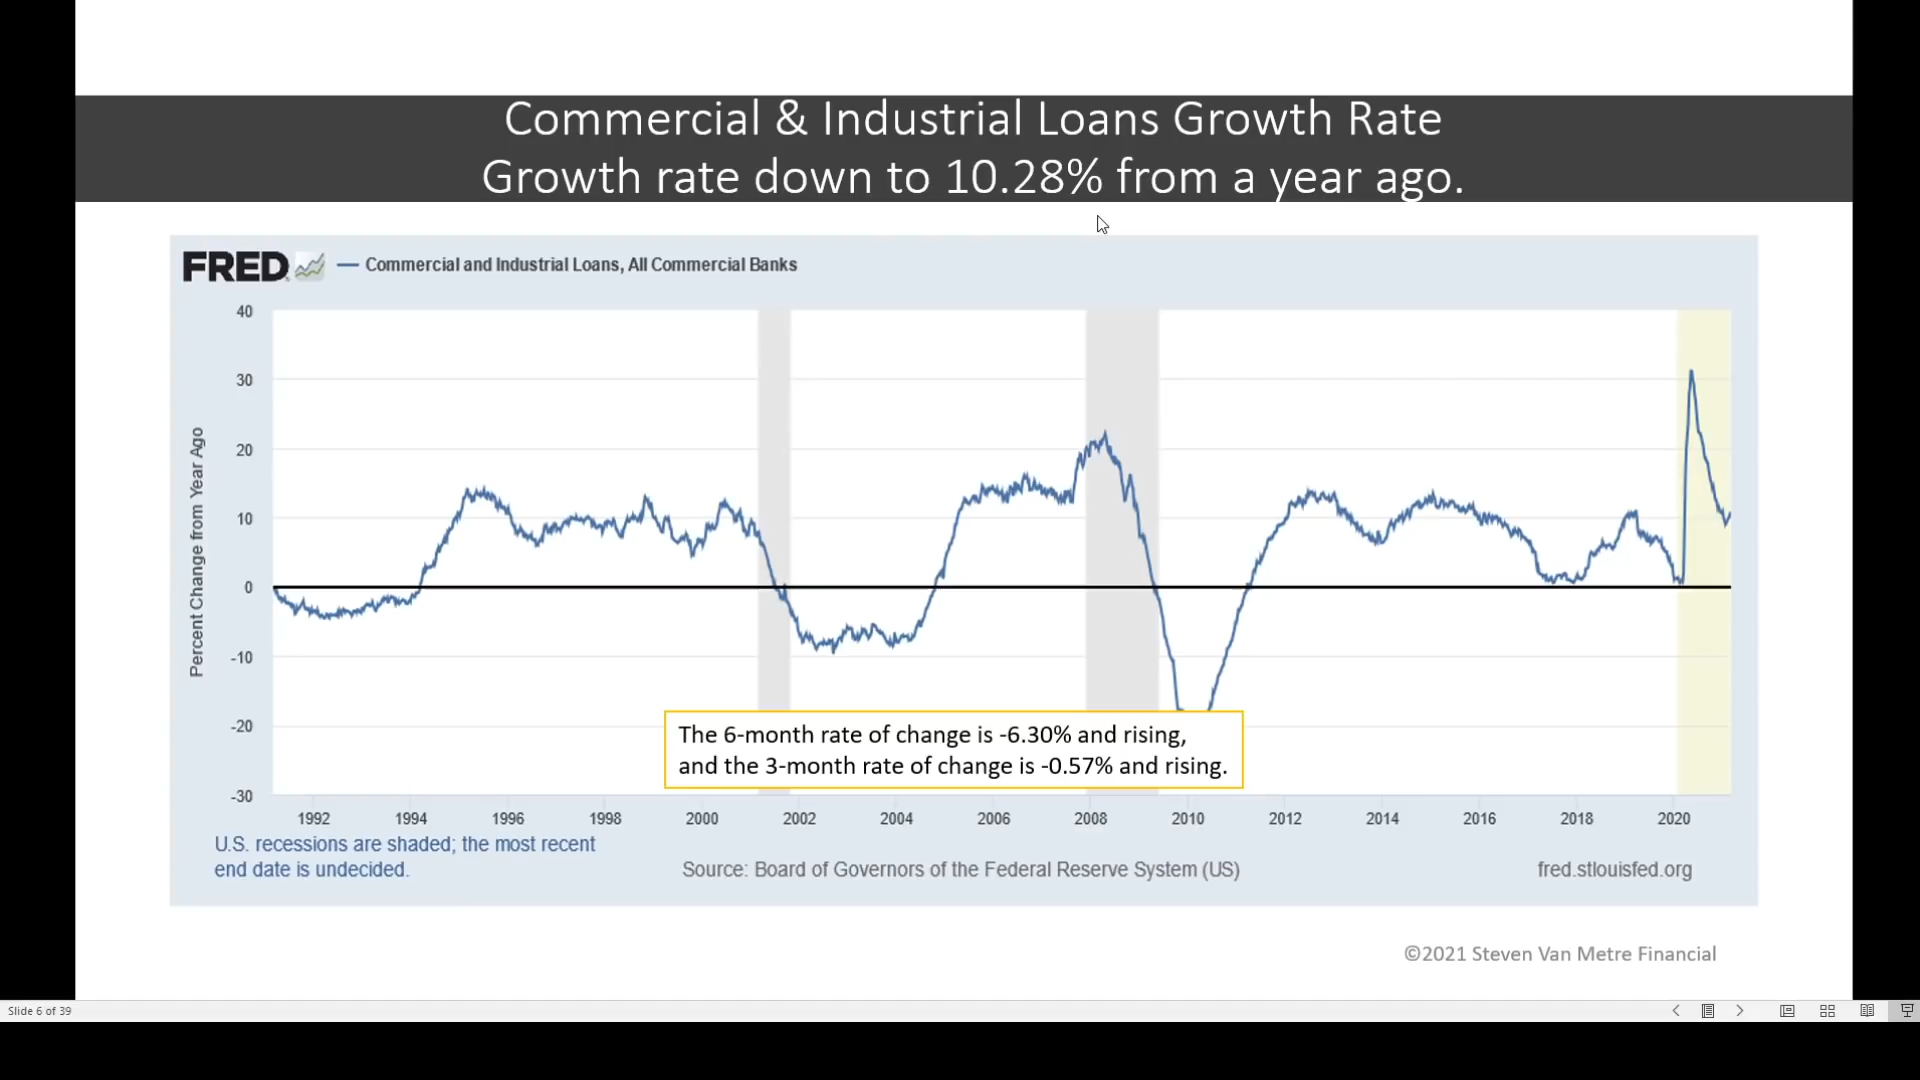 Commercial & Industrial Loans Growth Rate
Growth rate down to 10.28% from a year ago.
FRED
Commercial and Industrial Loans, All Commercial Banks
Percent Change from Year Ago
40
30
20
10
0
-10
-20
-30
The 6-month rate of change is -6.30% and rising,
and the 3-month rate of change is -0.57% and rising.
1992 1994 1996 1998 2000 2002 2004 2006 2008 2010 2012 2014 2016 2018 2020
U.S. recessions are shaded; the most recent
end date is undecided.
Source: Board of Governors of the Federal Reserve System (US)
fred.stlouisfed.org
©2021 Steven Van Metre Financial
Slide 6 of 39